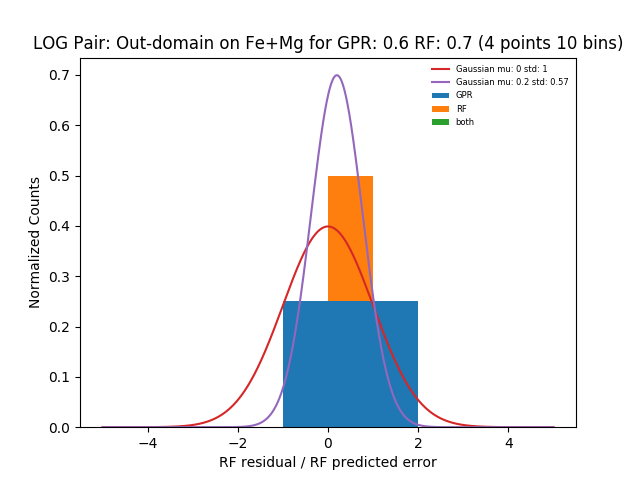 LOG Pair: Out-domain on Fe+Mg for GPR: 0.6 RF: 0.7 (4 points 10 bins)
Gaussian mu: 0 std: 1
Gaussian mu: 0.2 std: 0.57
GPR
RF
both
Normalized Counts
0.7
0.6
0.5
0.4
0.3
0.2
0.1
0.0
−4 −2 0 2 4
RF residual / RF predicted error